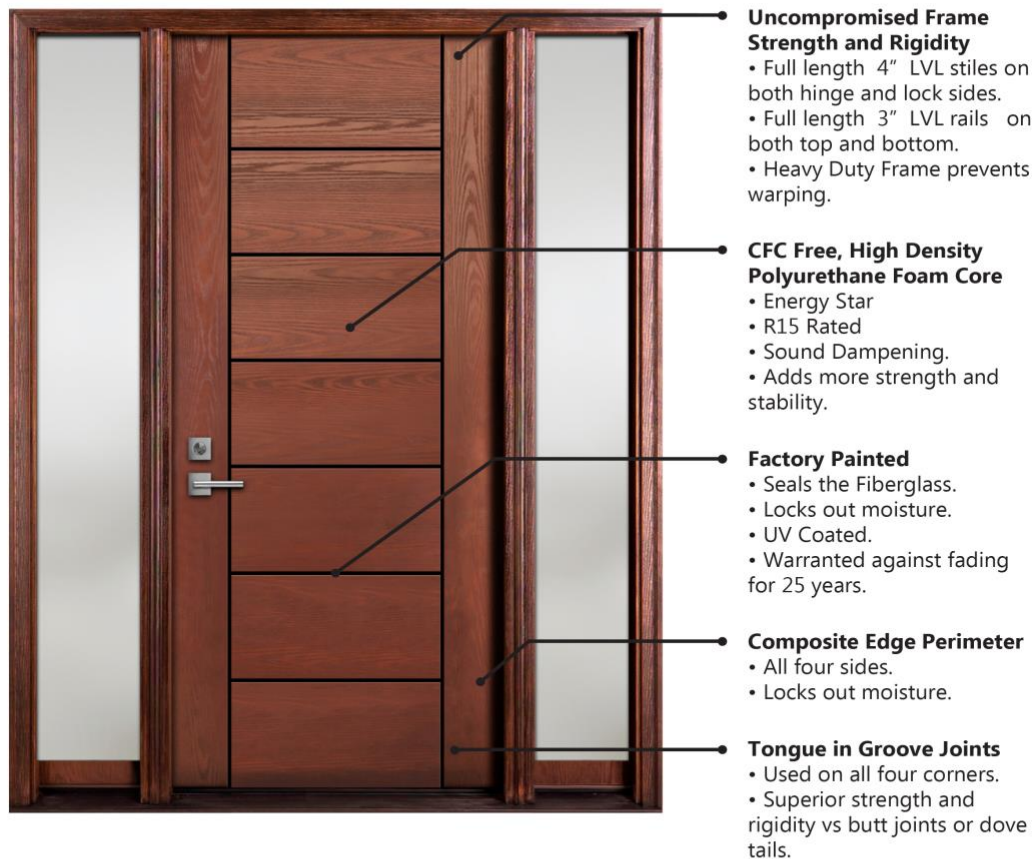 Uncompromised Frame
Strength and Rigidity
• Full length 4” LVL stiles on
both hinge and lock sides.
• Full length 3” LVL rails on
both top and bottom.
• Heavy Duty Frame prevents
warping.
CFC Free, High Density
Polyurethane Foam Core
• Energy Star
• R15 Rated
• Sound Dampening.
• Adds more strength and
stability.
Factory Painted
• Seals the Fiberglass.
• Locks out moisture.
• UV Coated.
• Warranted against fading
for 25 years.
Composite Edge Perimeter
• All four sides.
• Locks out moisture.
Tongue in Groove Joints
• Used on all four corners.
• Superior strength and
rigidity vs butt joints or dove
tails.